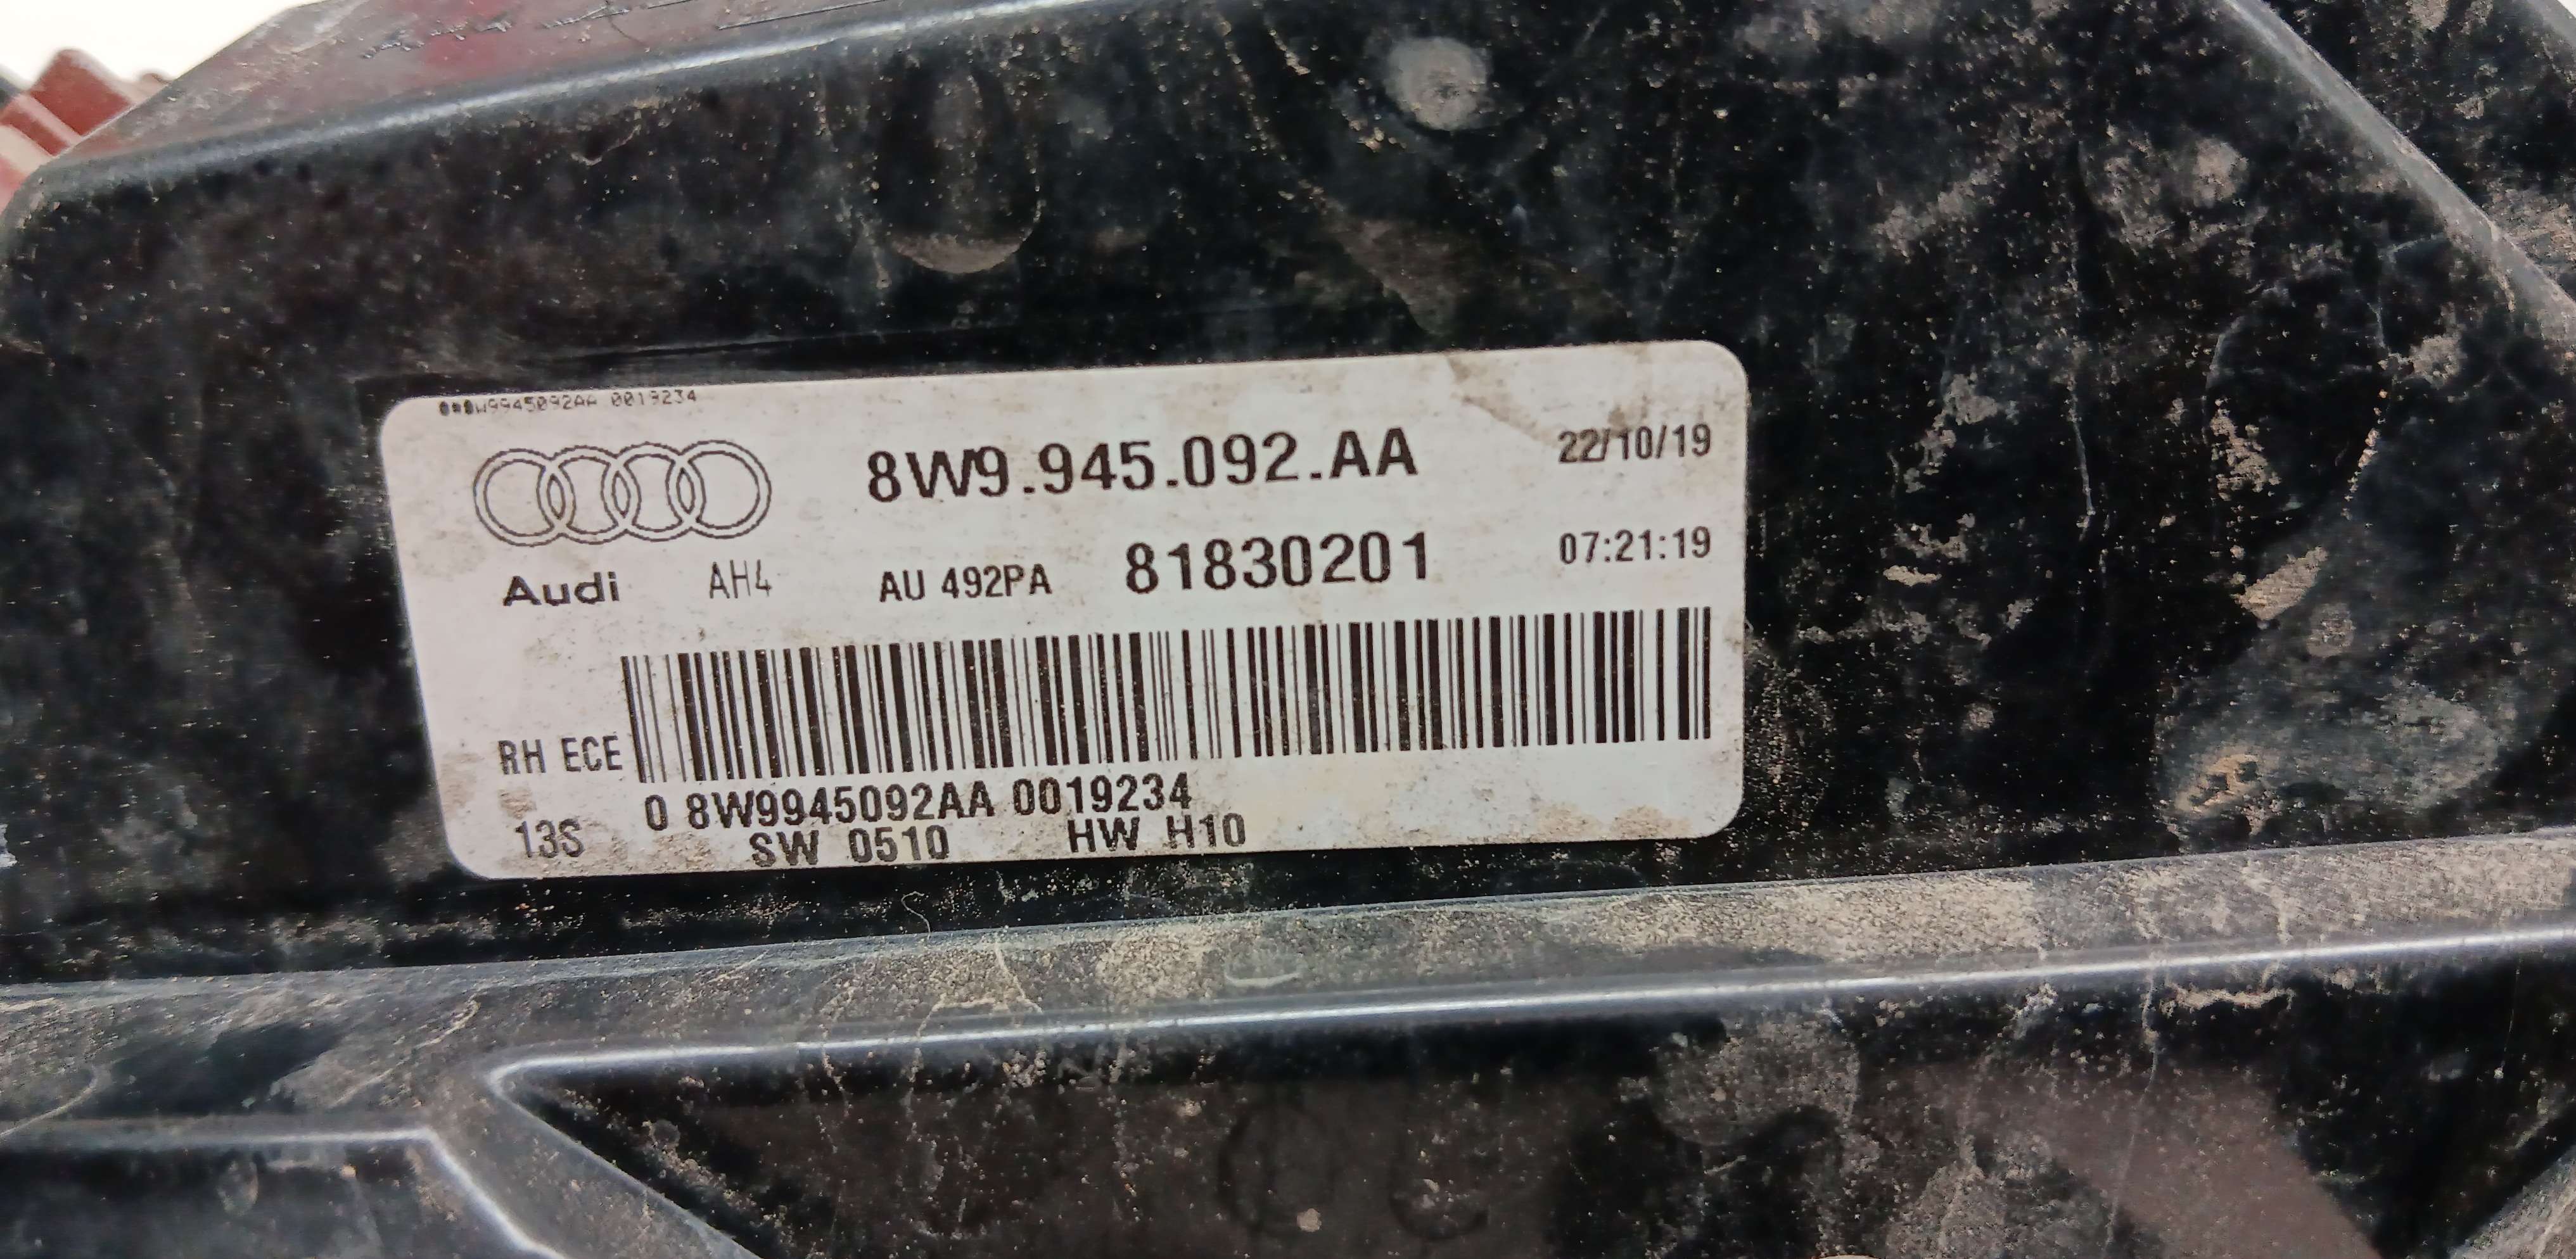 0 8W9945092AA 0019234
8W9.945.092.AA 22/10/19
Audi AH4 AU 492PA 81830201 07:21:19
RH ECE
0 8W9945092AA 0019234
13S SW 0510 HW H10